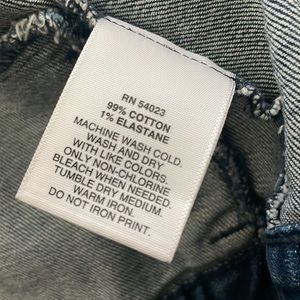 RN 54023
99% COTTON
1% ELASTANE
MACHINE WASH COLD.
WASH AND DRY
WITH LIKE COLORS.
ONLY NON-CHLORINE
BLEACH WHEN NEEDED.
TUMBLE DRY MEDIUM.
WARM IRON.
DO NOT IRON PRINT.